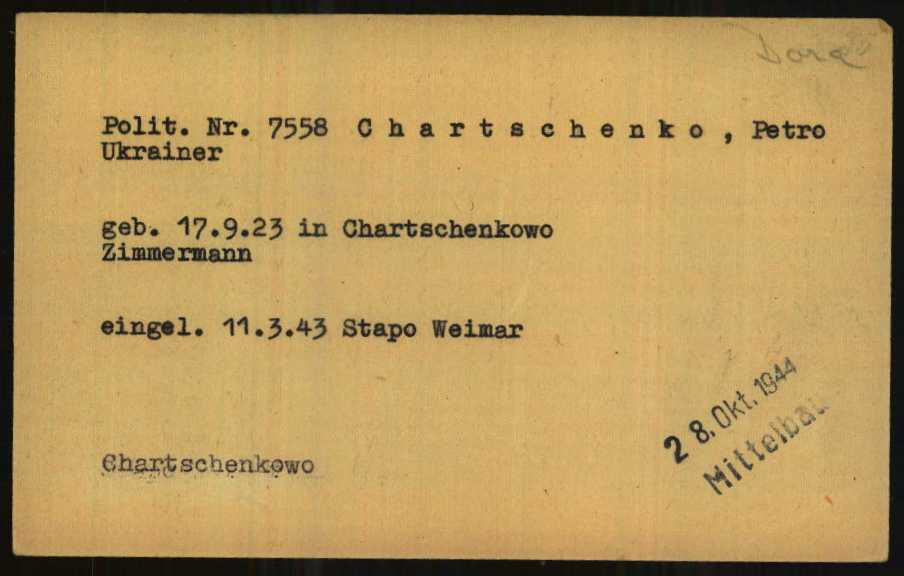 Dora
Polit. Nr. 7558 Chartschenko, Petro
Ukrainer
geb. 17.9.23 in Chartschenkowo
Zimmermann
eingel. 11.3.43 Stapo Weimar
28. Okt. 1944
Mittelbau
Chartschenkowo